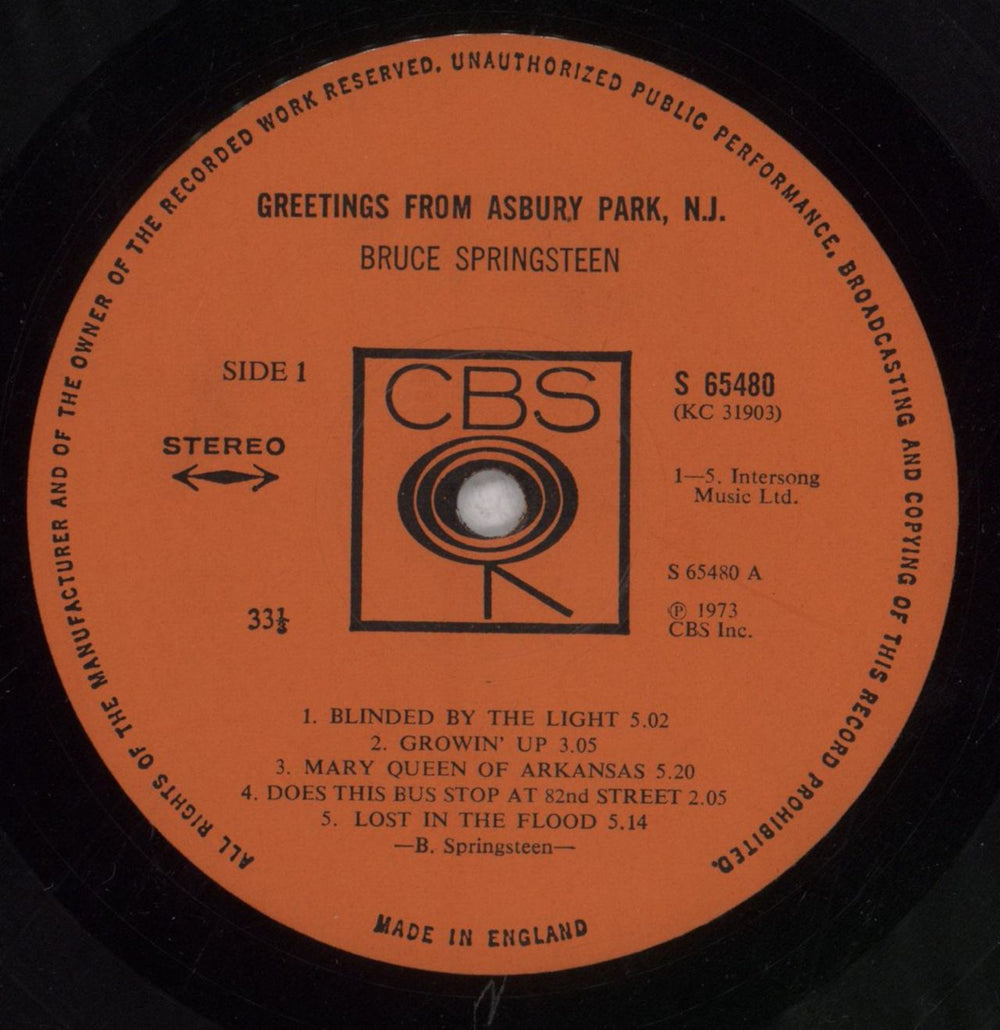 ALL RIGHTS OF THE MANUFACTURER AND OF THE OWNER OF THE RECORDED WORK RESERVED. UNAUTHORIZED PUBLIC PERFORMANCE, BROADCASTING AND COPYING OF THIS RECORD PROHIBITED.
GREETINGS FROM ASBURY PARK, N.J.
BRUCE SPRINGSTEEN
SIDE 1
STEREO
33⅓
CBS
S 65480
(KC 31903)
1—5. Intersong
Music Ltd.
S 65480 A
℗ 1973
CBS Inc.
1. BLINDED BY THE LIGHT 5.02
2. GROWIN' UP 3.05
3. MARY QUEEN OF ARKANSAS 5.20
4. DOES THIS BUS STOP AT 82nd STREET 2.05
5. LOST IN THE FLOOD 5.14
—B. Springsteen—
MADE IN ENGLAND